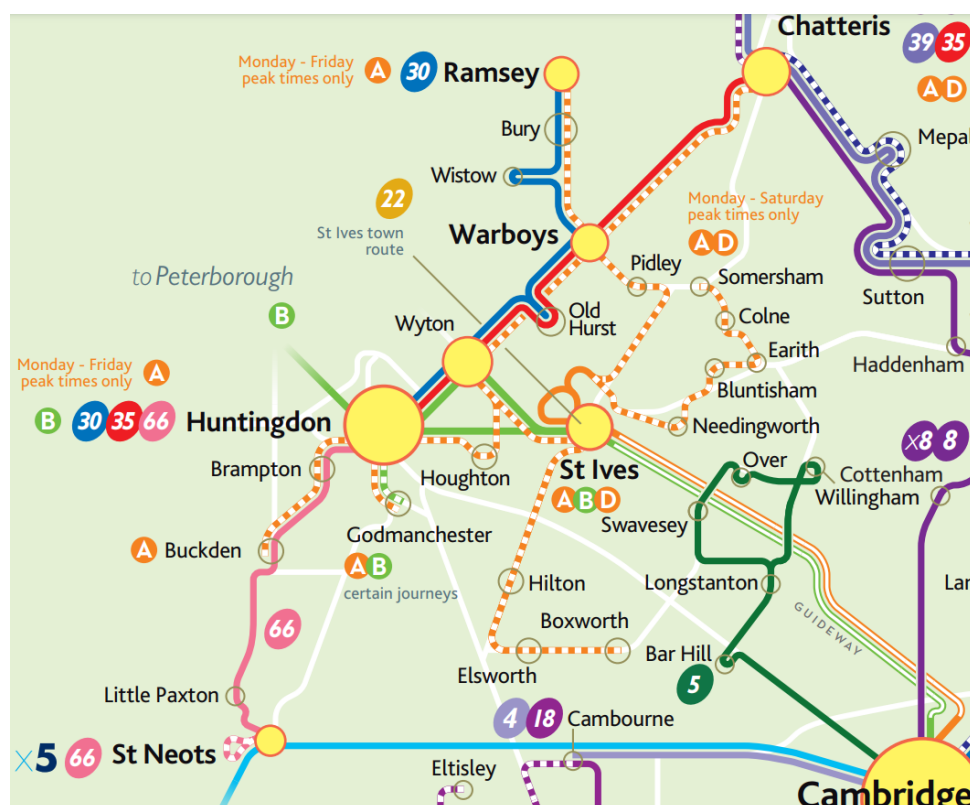 Chatteris
39 35
A D
Monday - Friday
peak times only
A 30 Ramsey
Bury
Wistow
Mepal
22
St Ives town
route
Monday - Saturday
peak times only
A D
Warboys
Pidley
Somersham
to Peterborough
B
Sutton
Old
Hurst
Colne
Wyton
Earith
Haddenham
Monday - Friday
peak times only
A
Bluntisham
B 30 35 66
Huntingdon
Needingworth
X8 8
Brampton
Houghton
St Ives
A B D
Over
Cottenham
Willingham
Swavesey
Godmanchester
A B
certain journeys
A Buckden
Hilton
Longstanton
Lan
GUIDEWAY
66
Boxworth
Bar Hill
5
Elsworth
Little Paxton
4 18 Cambourne
X5 66 St Neots
Eltisley
Cambridge